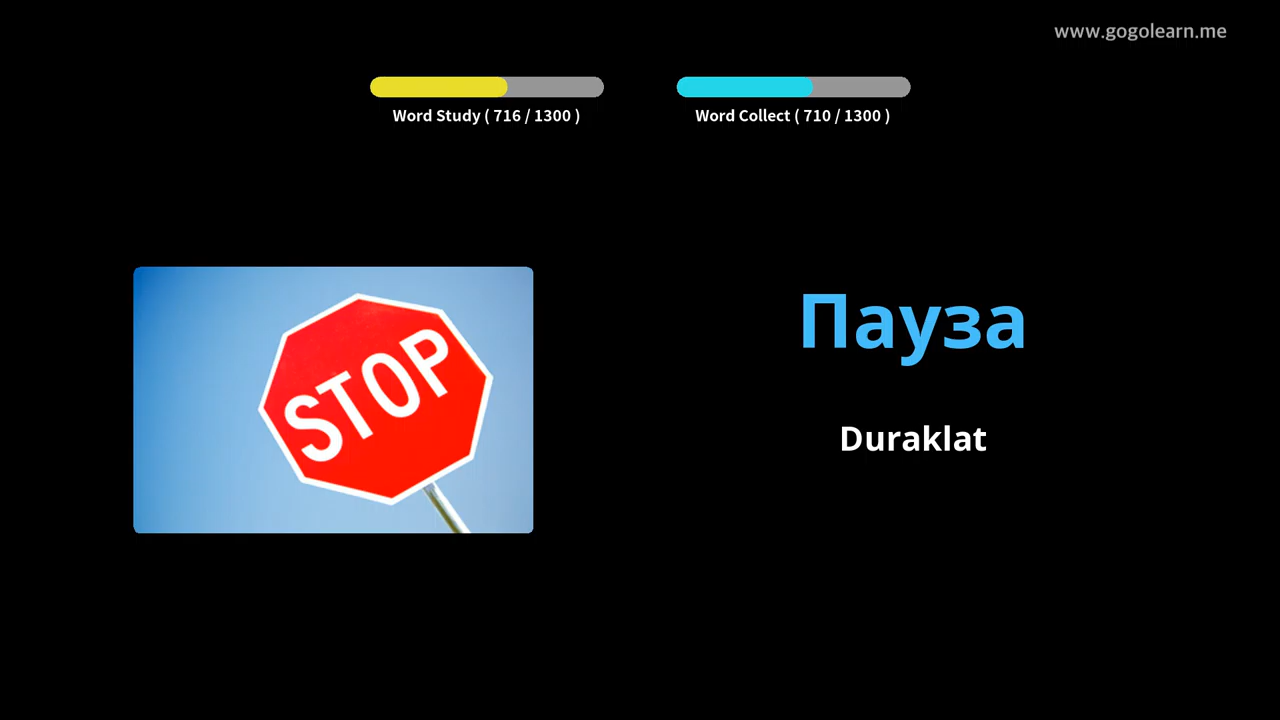 www.gogolearn.me
Word Study ( 716 / 1300 )
Word Collect ( 710 / 1300 )
STOP
Пауза
Duraklat